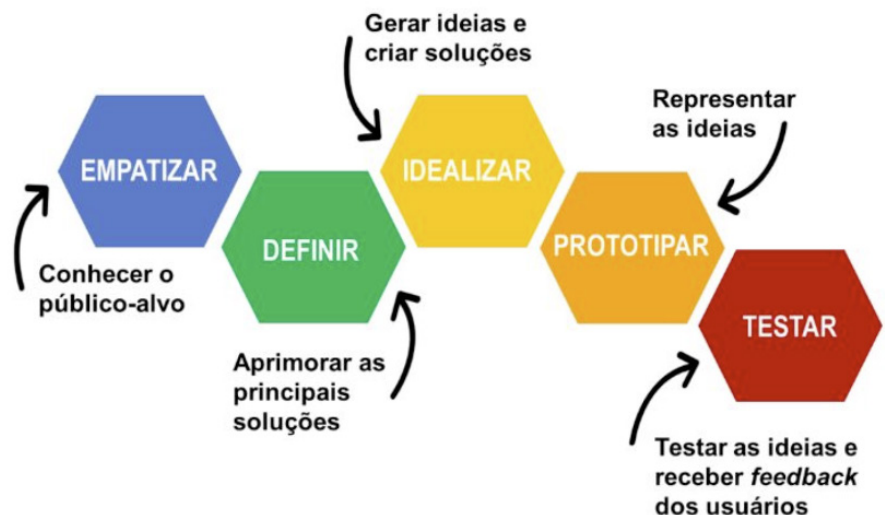 Gerar ideias e
criar soluções
EMPATIZAR
Conhecer o
público-alvo
DEFINIR
Aprimorar as
principais
soluções
IDEALIZAR
PROTOTIPAR
Representar
as ideias
TESTAR
Testar as ideias e
receber feedback
dos usuários